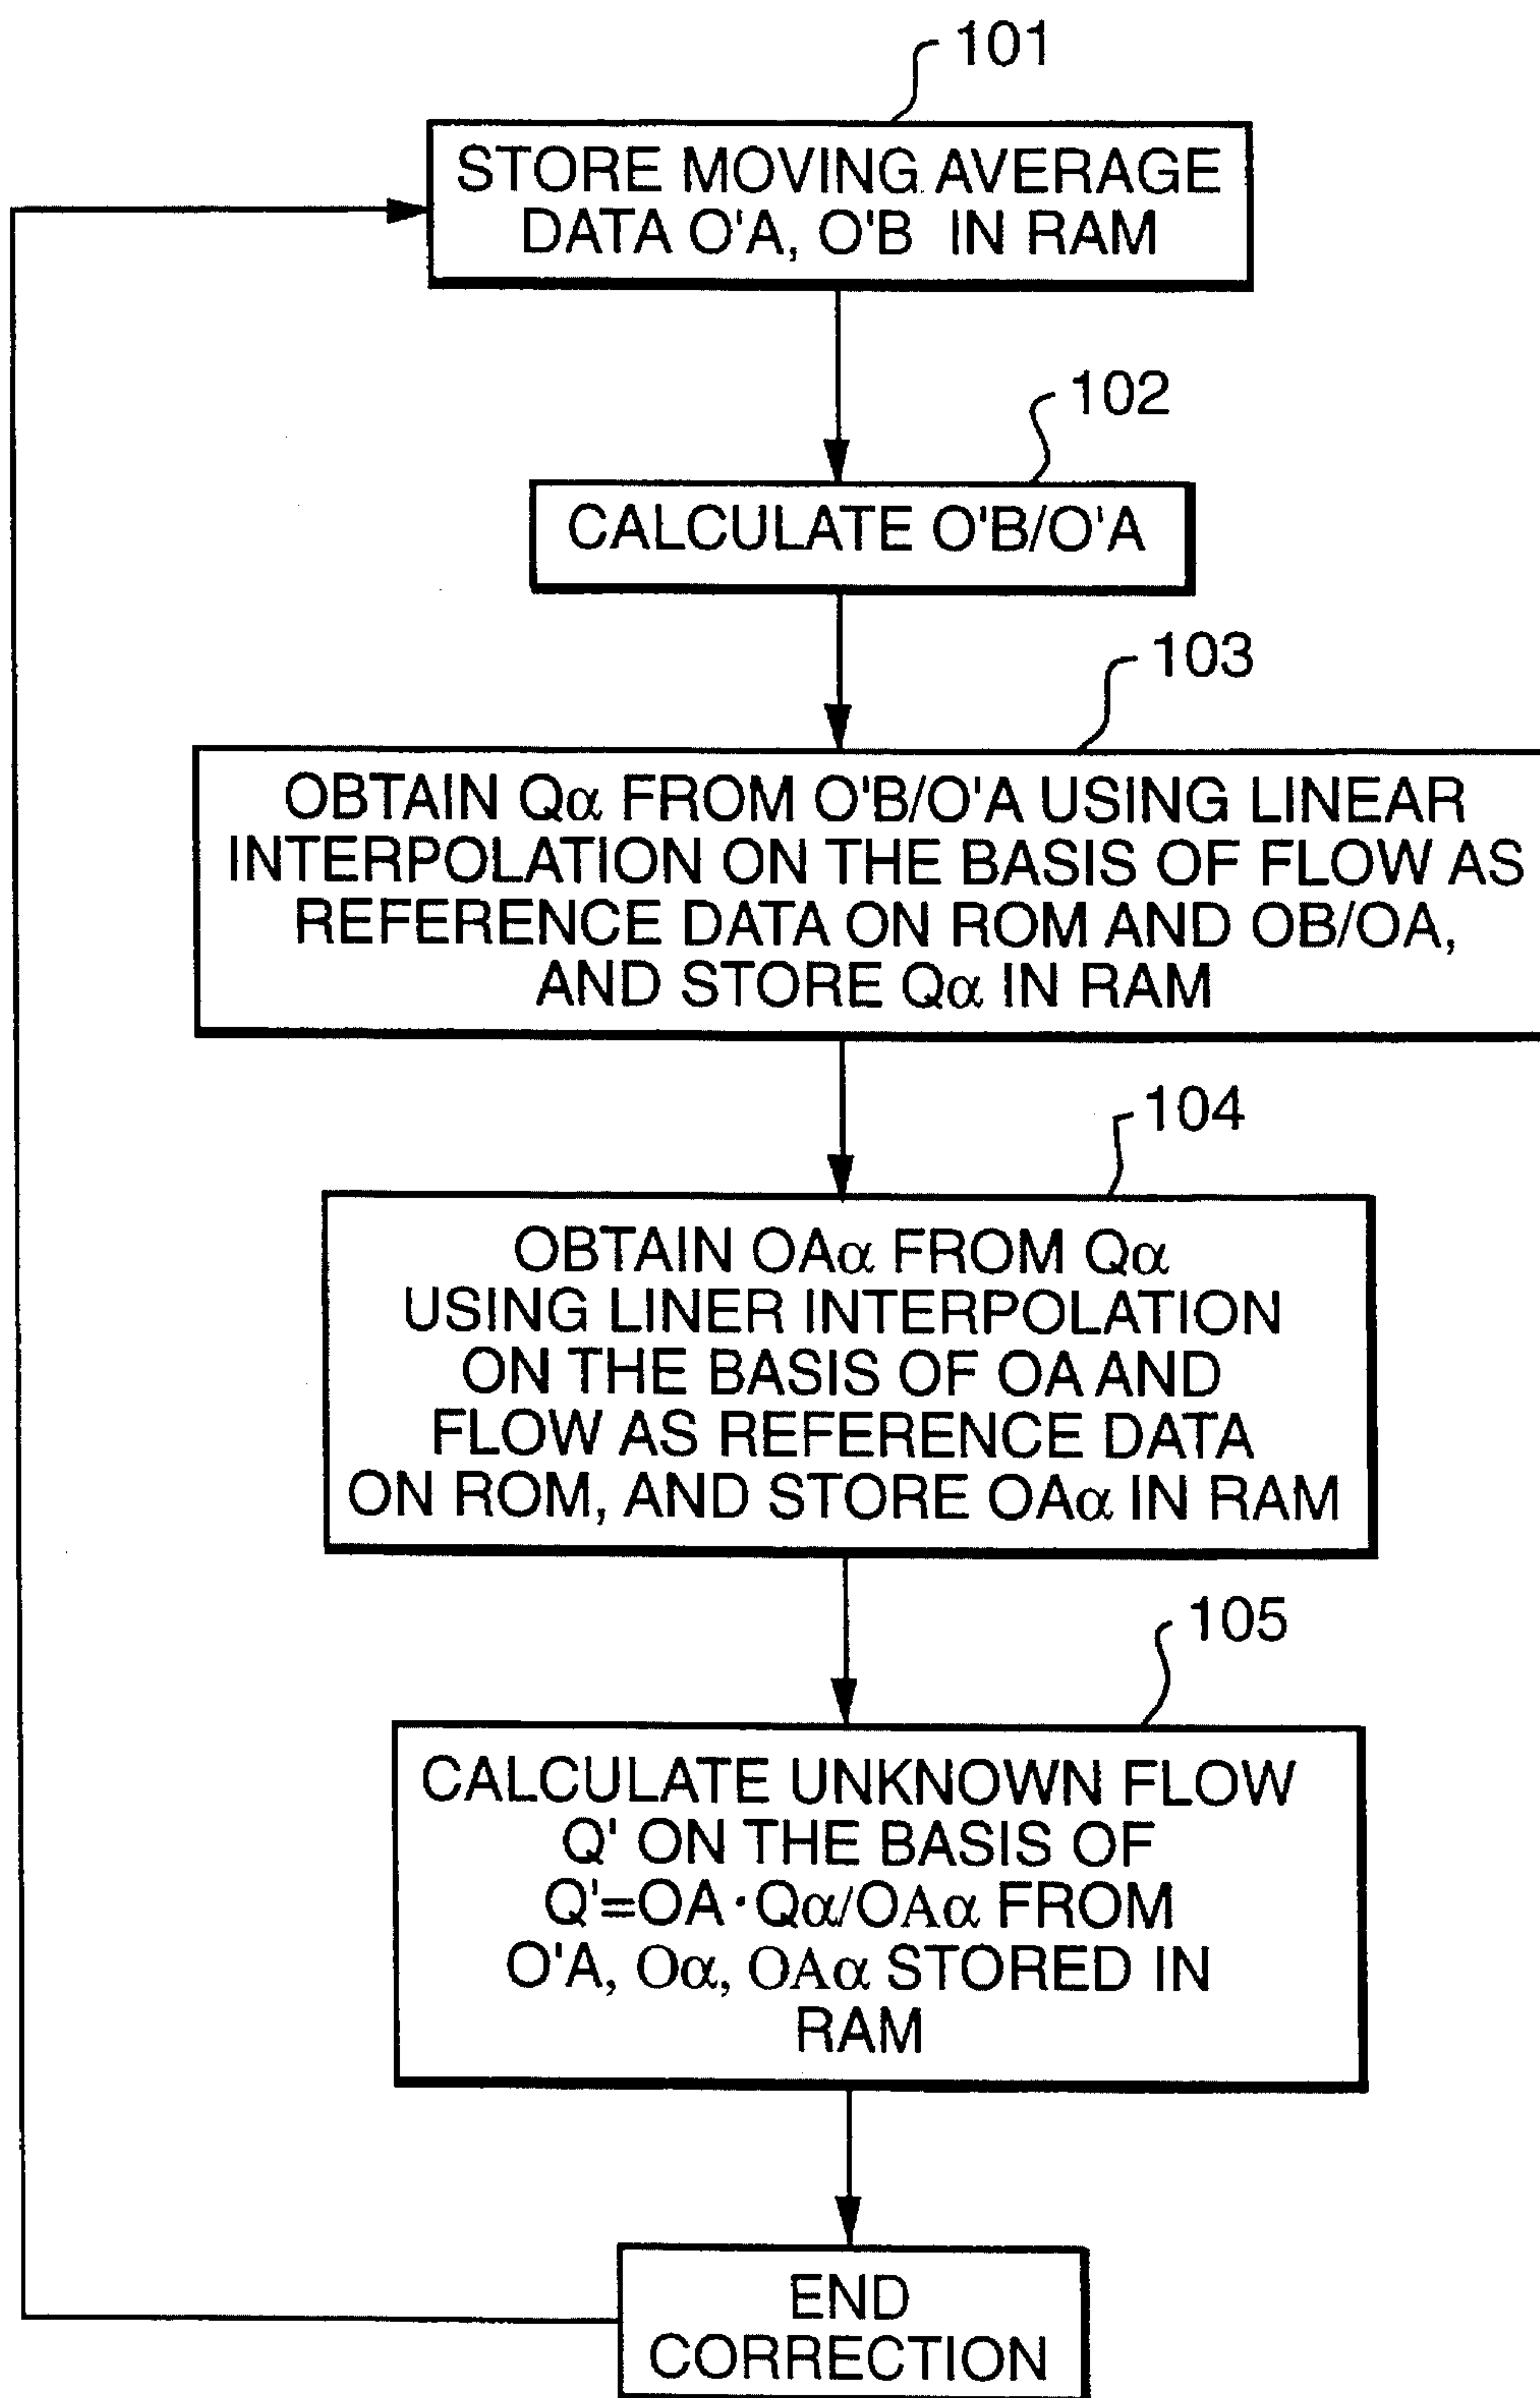 101
STORE MOVING AVERAGE
DATA O'A, O'B IN RAM
102
CALCULATE O'B/O'A
103
OBTAIN Qα FROM O'B/O'A USING LINEAR
INTERPOLATION ON THE BASIS OF FLOW AS
REFERENCE DATA ON ROM AND OB/OA,
AND STORE Qα IN RAM
104
OBTAIN OAα FROM Qα
USING LINER INTERPOLATION
ON THE BASIS OF OA AND
FLOW AS REFERENCE DATA
ON ROM, AND STORE OAα IN RAM
105
CALCULATE UNKNOWN FLOW
Q' ON THE BASIS OF
Q'=OA·Qα/OAα FROM
O'A, Oα, OAα STORED IN
RAM
END
CORRECTION